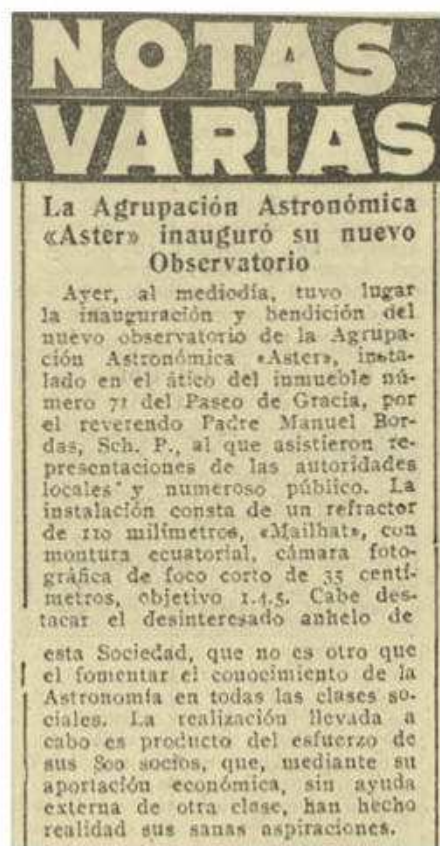 NOTAS
VARIAS
La Agrupación Astronómica
«Aster» inauguró su nuevo
Observatorio
Ayer, al mediodía, tuvo lugar
la inauguración y bendición del
nuevo observatorio de la Agrupa-
ción Astronómica «Aster», insta-
lado en el ático del inmueble nú-
mero 71 del Paseo de Gracia, por
el reverendo Padre Manuel Bor-
das, Sch. P., al que asistieron re-
presentaciones de las autoridades
locales y numeroso público. La
instalación consta de un refractor
de 110 milímetros, «Mailhat», con
montura ecuatorial, cámara foto-
gráfica de foco corto de 35 centí-
metros, objetivo 1.4.5. Cabe des-
tacar el desinteresado anhelo de
esta Sociedad, que no es otro que
el fomentar el conocimiento de la
Astronomía en todas las clases so-
ciales. La realización llevada a
cabo es producto del esfuerzo de
sus 800 socios, que, mediante su
aportación económica, sin ayuda
externa de otra clase, han hecho
realidad sus sanas aspiraciones.